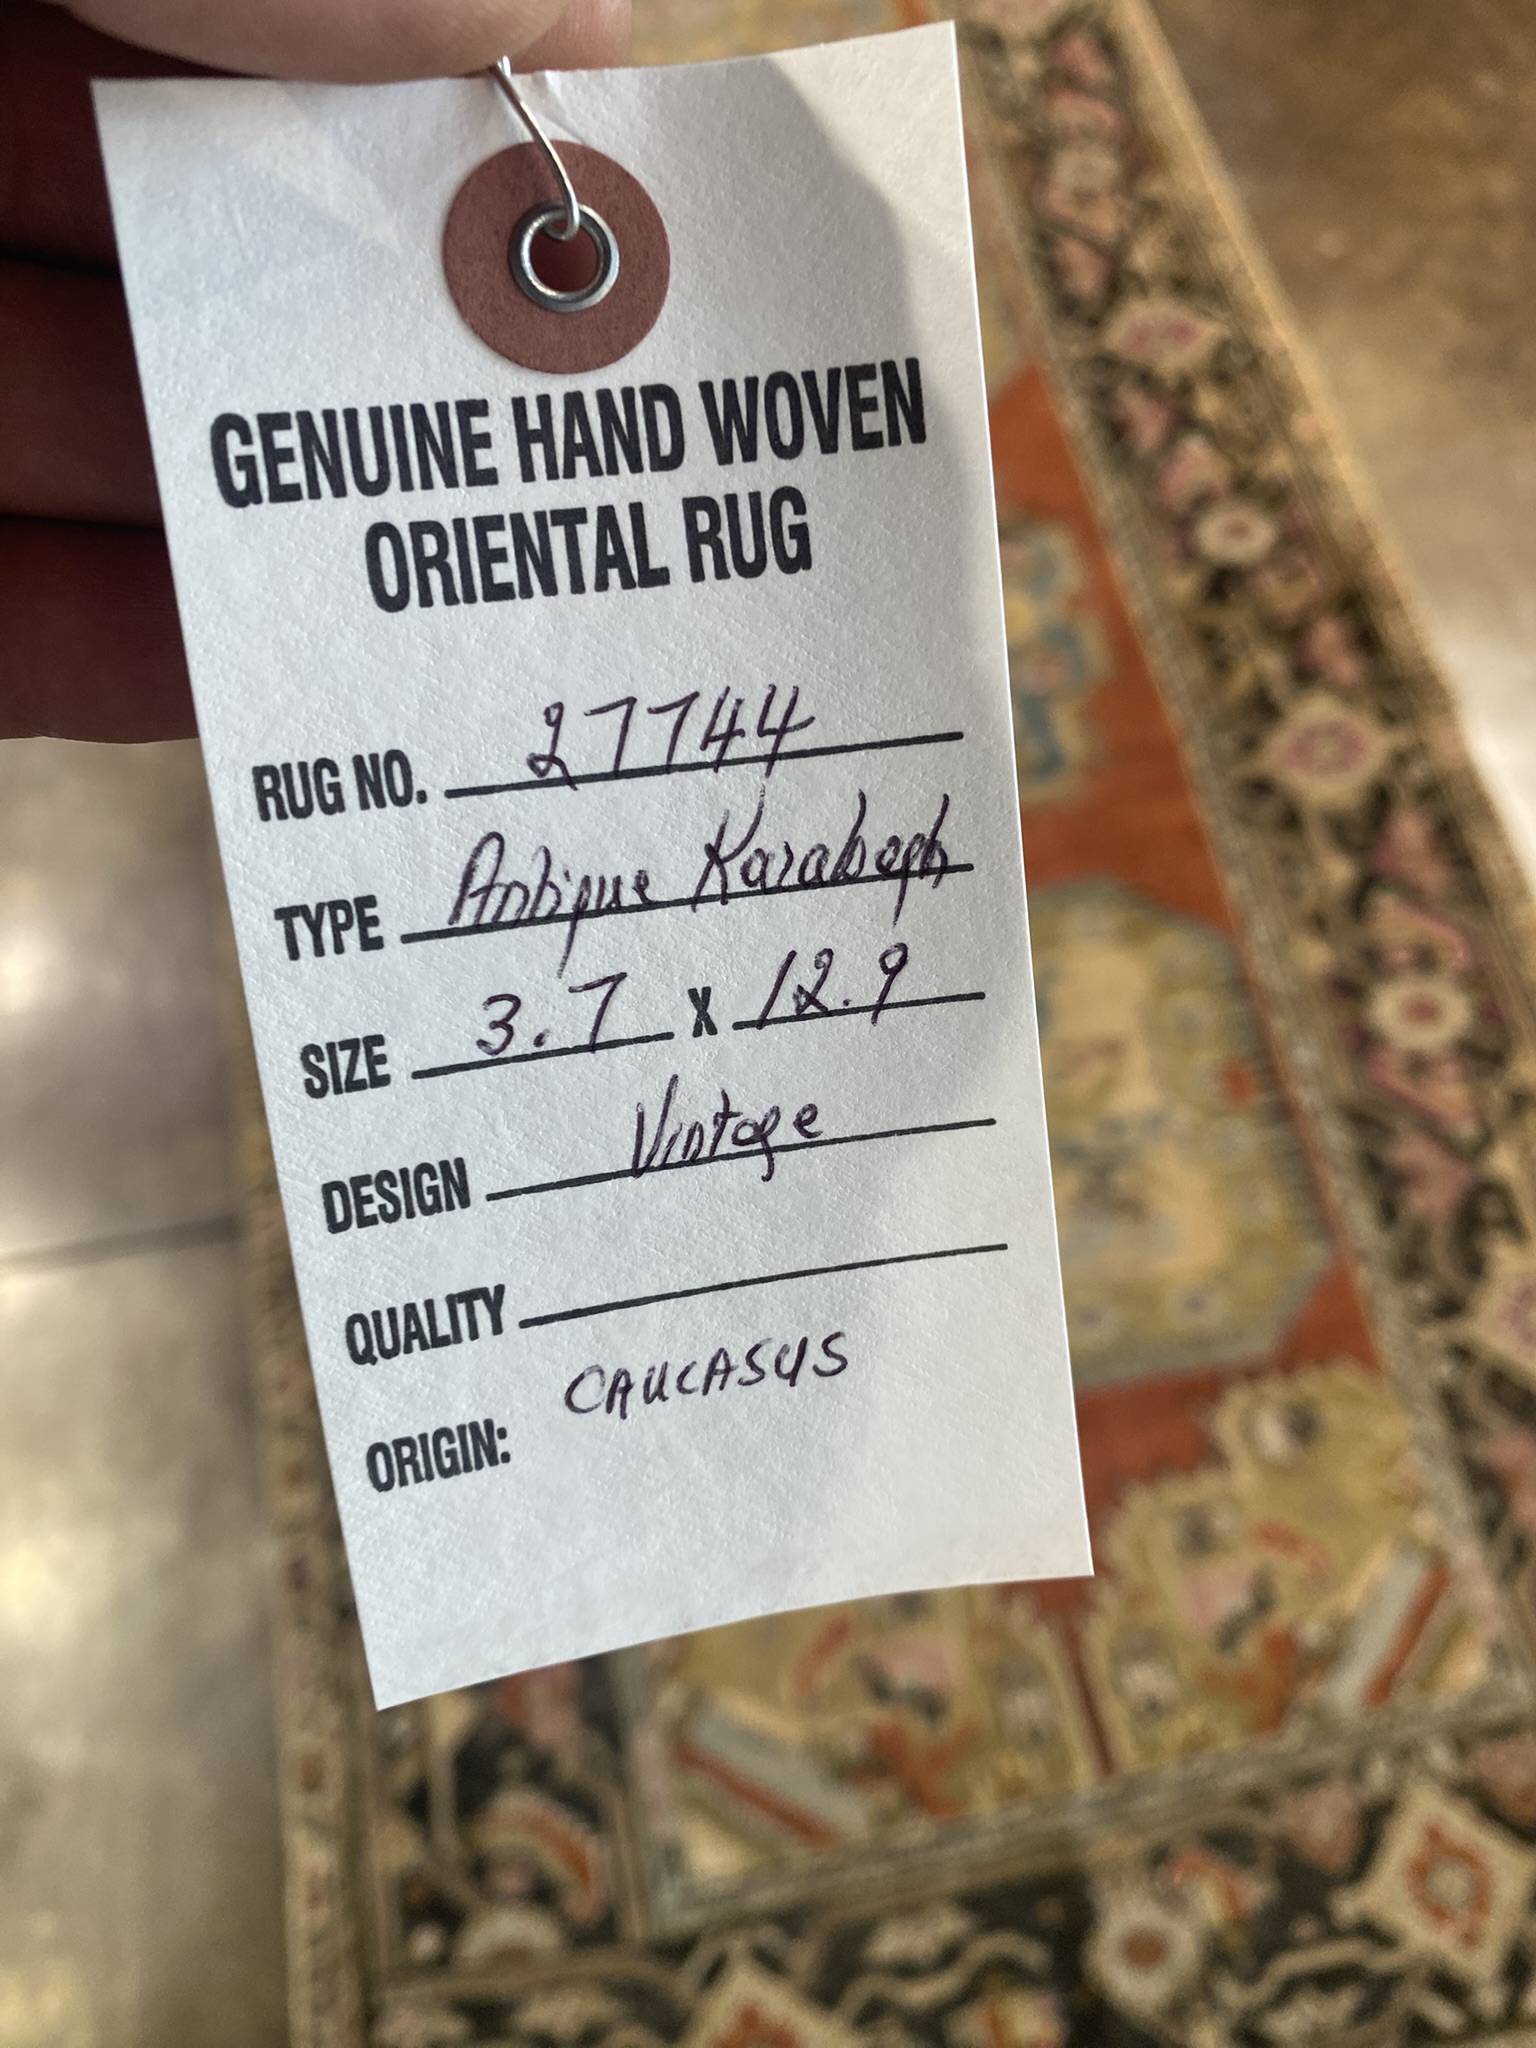 GENUINE HAND WOVEN
ORIENTAL RUG
RUG NO. 27744
TYPE Antique Karabagh
SIZE 3.7 X 12.9
DESIGN Vintage
QUALITY
ORIGIN: CAUCASUS